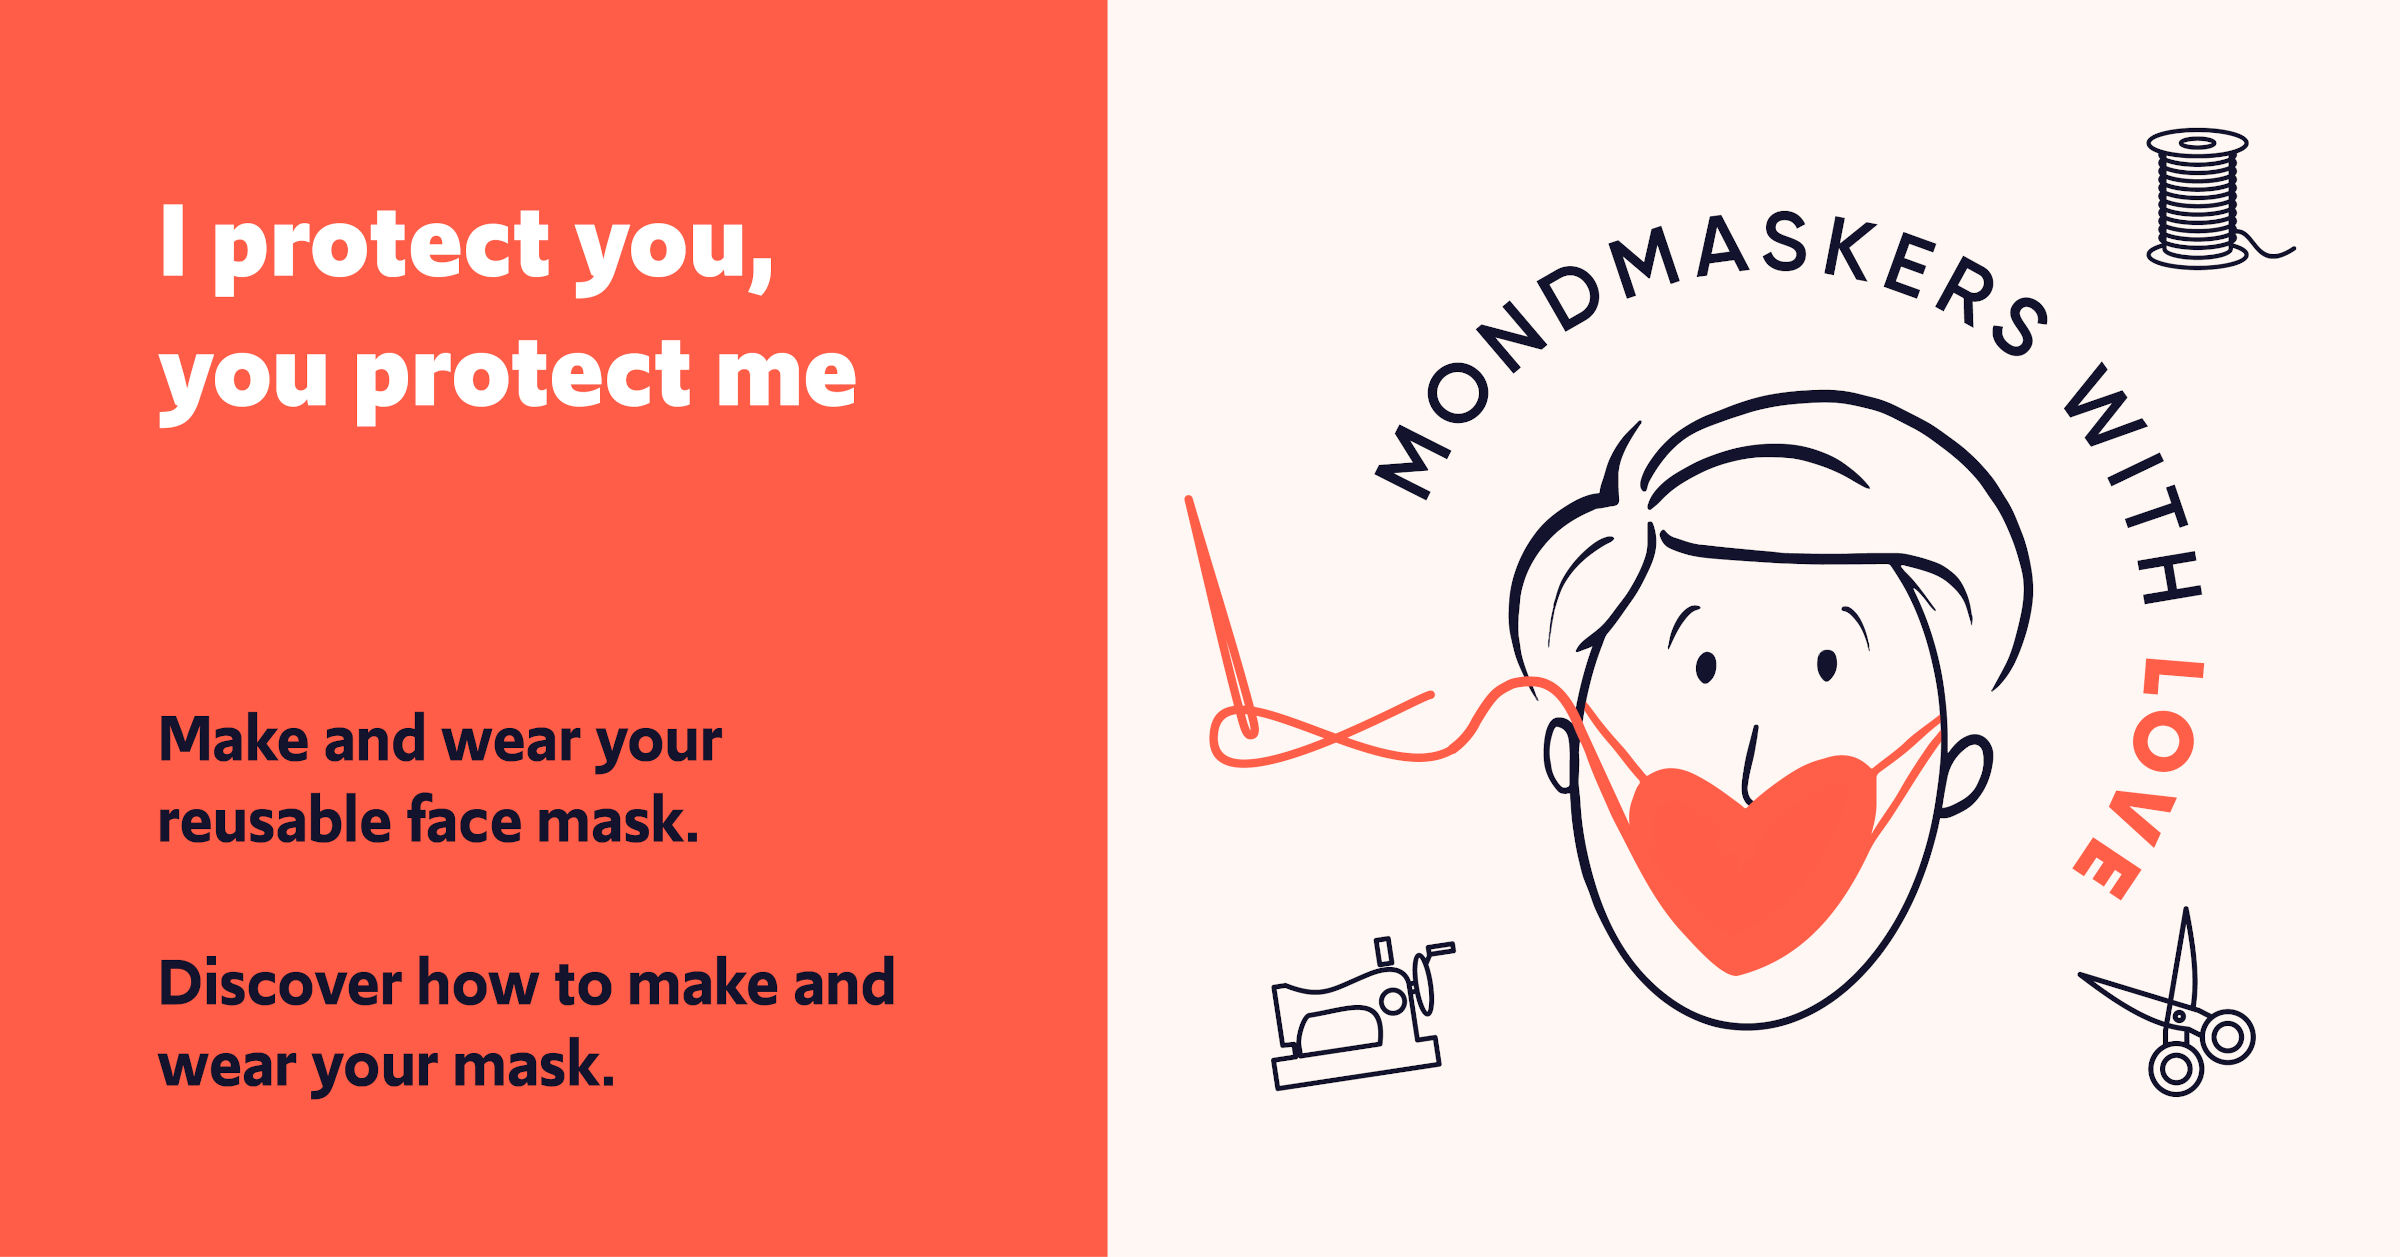 I protect you,
you protect me
Make and wear your
reusable face mask.
Discover how to make and
wear your mask.
MONDMASKERS WITH LOVE